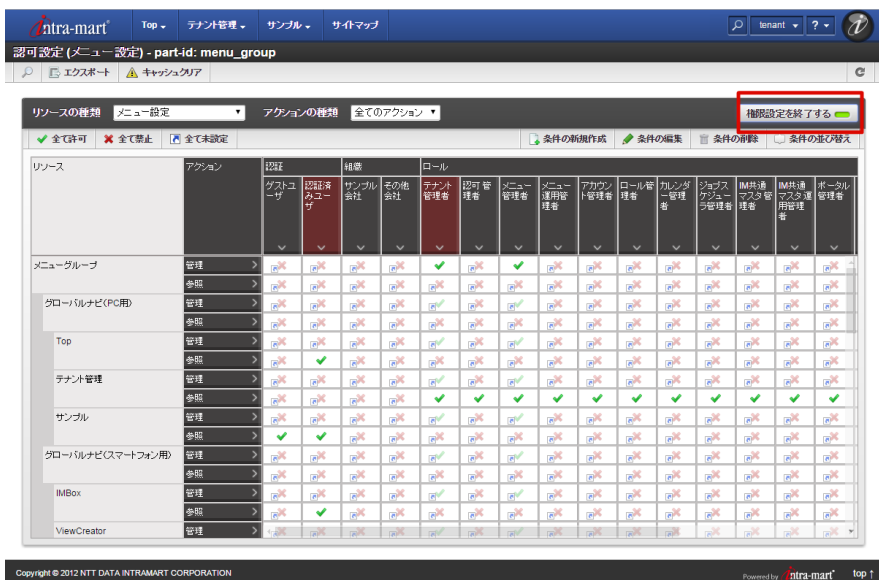 intra-mart Top テナント管理 サンプル サイトマップ tenant ?
認可設定 (メニュー設定) - part-id: menu_group
エクスポート キャッシュクリア
リソースの種類 メニュー設定 アクションの種類 全てのアクション 権限設定を終了する
全て許可 全て禁止 全て未設定 条件の新規作成 条件の編集 条件の削除 条件の並び替え
リソース アクション 認証 組織 ロール
ゲストユーザ 認証済みユーザ サンプル会社 その他会社 テナント管理者 認可管理者 メニュー管理者 メニュー運用管理者 アカウント管理者 ロール管理者 カレンダー管理者 ジョブスケジューラ管理者 IM共通マスタ管理者 IM共通マスタ運用管理者 ポータル管理者
メニューグループ 管理
参照
グローバルナビ(PC用) 管理
参照
Top 管理
参照
テナント管理 管理
参照
サンプル 管理
参照
グローバルナビ(スマートフォン用) 管理
参照
IMBox 管理
参照
ViewCreator 管理
Copyright © 2012 NTT DATA INTRAMART CORPORATION Powered by intra-mart top ↑